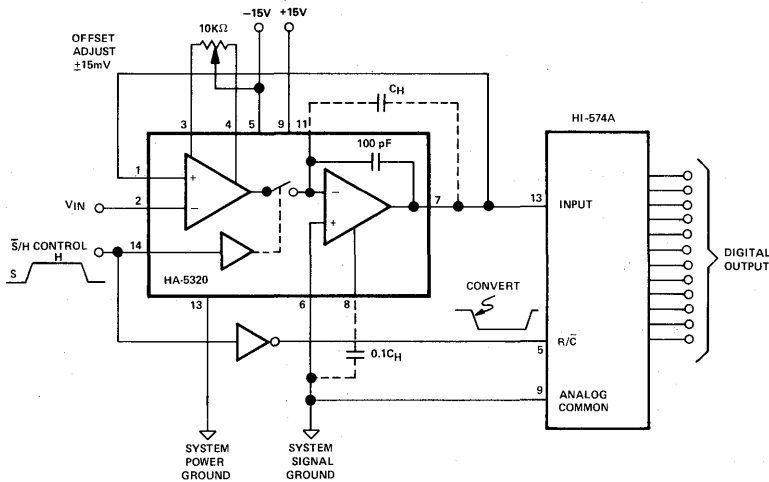 -15V +15V
10KΩ
OFFSET
ADJUST
±15mV
CH
HI-574A
3 4 5 9 11
100 pF
1
+
−
−
7
13
INPUT
VIN
2
−
+
S̅/H CONTROL
14
H
S
HA-5320
DIGITAL
OUTPUT
13
6
8
CONVERT
0.1CH
R/C̅
5
9
ANALOG
COMMON
SYSTEM
POWER
GROUND
SYSTEM
SIGNAL
GROUND